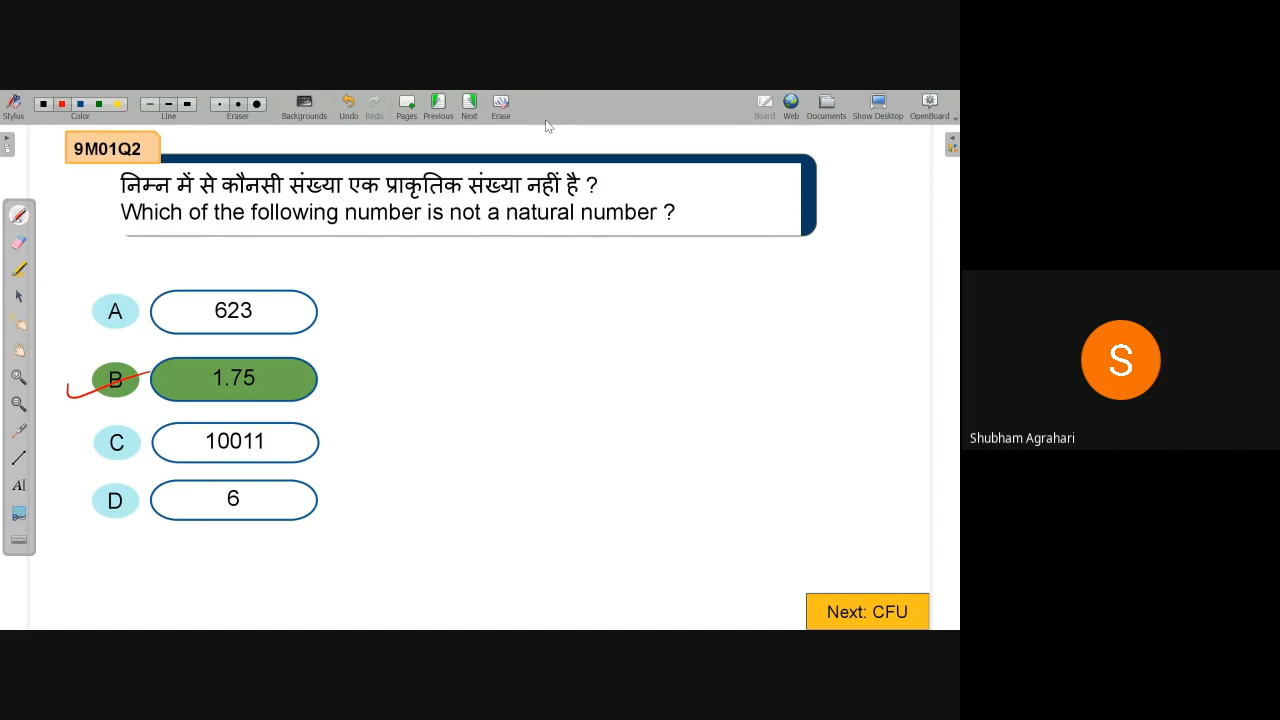 Stylus
Color
Line
Eraser
Backgrounds
Undo
Redo
Pages
Previous
Next
Erase
Board
Web
Documents
Show Desktop
OpenBoard
9M01Q2
निम्न में से कौनसी संख्या एक प्राकृतिक संख्या नहीं है ?
Which of the following number is not a natural number ?
A 623
B 1.75
C 10011
D 6
Next: CFU
S
Shubham Agrahari